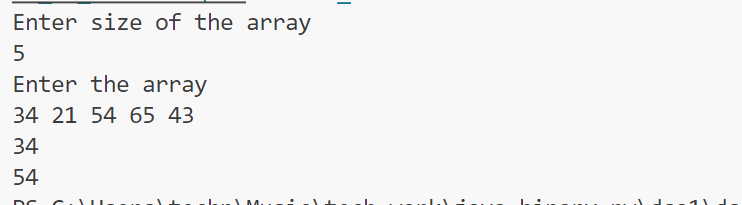 Enter size of the array
5
Enter the array
34 21 54 65 43
34
54